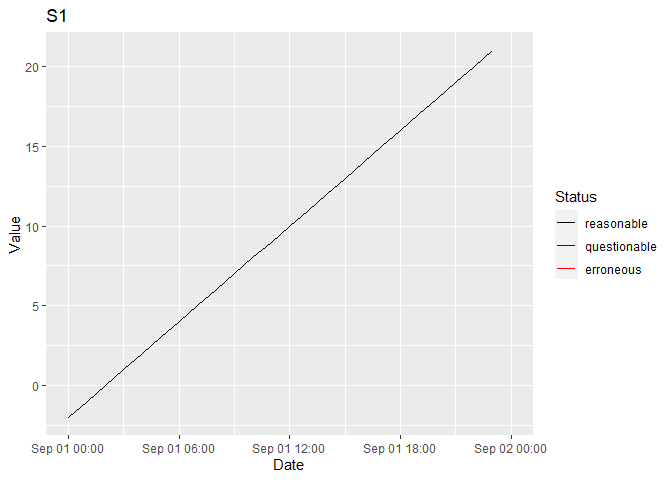 S1
Value
20
15
10
5
0
Sep 01 00:00 Sep 01 06:00 Sep 01 12:00 Sep 01 18:00 Sep 02 00:00
Date
Status
reasonable
questionable
erroneous